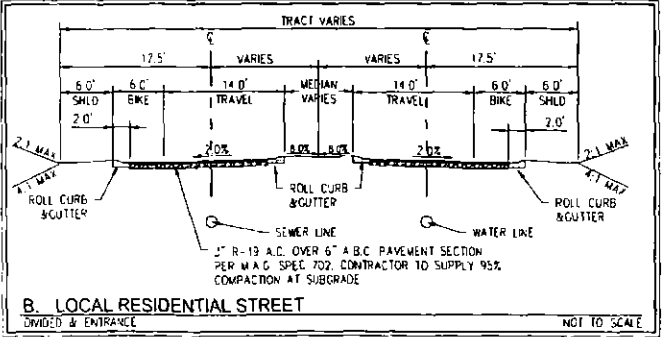 TRACT VARIES
℄ ℄
17.5' VARIES VARIES 17.5'
6.0' 6.0' 14.0' MEDIAN 14.0' 6.0' 6.0'
SHLD BIKE TRAVEL VARIES TRAVEL BIKE SHLD
2.0' 2.0'
2:1 MAX 2.0% 8.0% 8.0% 2.0% 2:1 MAX
4:1 MAX 4:1 MAX
ROLL CURB
&GUTTER
ROLL CURB
&GUTTER
ROLL CURB
&GUTTER
ROLL CURB
&GUTTER
SEWER LINE WATER LINE
R-19 A.C. OVER 6" A.B.C. PAVEMENT SECTION
PER M.A.G. SPEC 702. CONTRACTOR TO SUPPLY 95%
COMPACTION AT SUBGRADE
B. LOCAL RESIDENTIAL STREET
DIVIDED & ENTRANCE NOT TO SCALE